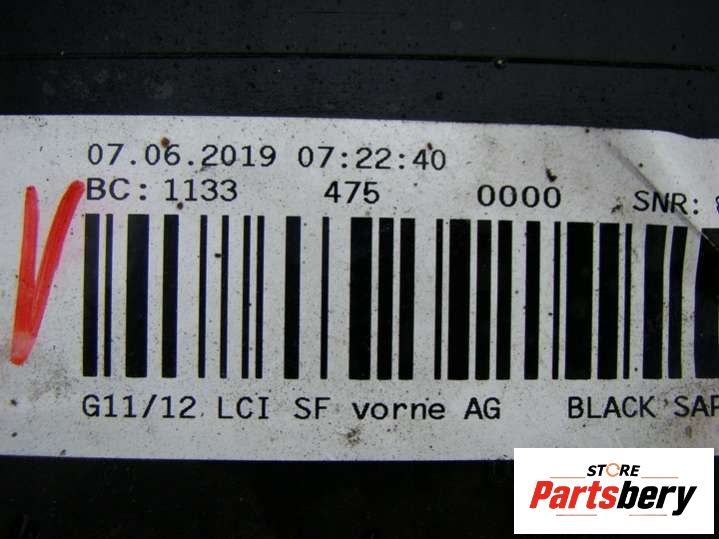 07.06.2019 07:22:40
BC: 1133 475 0000 SNR:
G11/12 LCI SF vorne AG BLACK
STORE
Partsbery